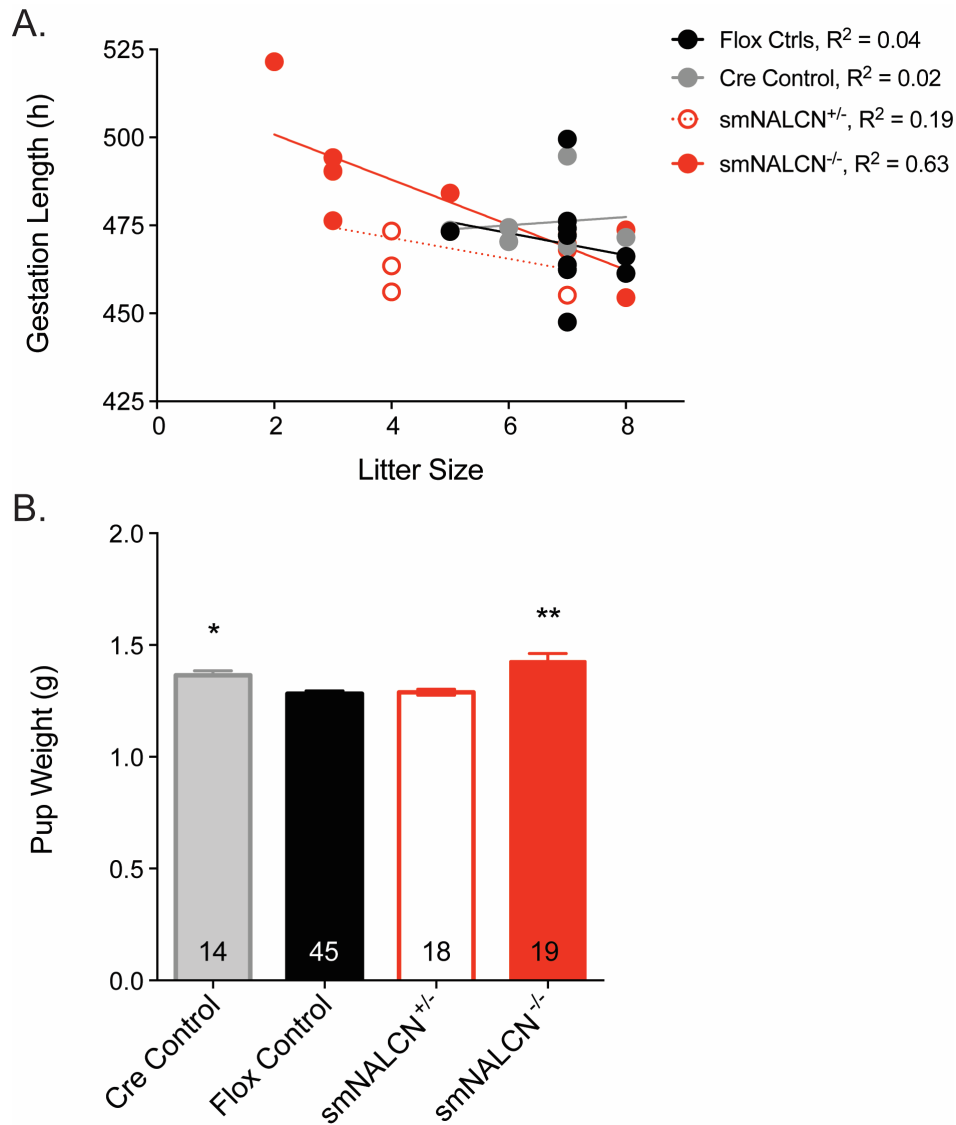 A.
525
500
475
450
425
0
2
4
6
8
Gestation Length (h)
Litter Size
Flox Ctrls, R² = 0.04
Cre Control, R² = 0.02
smNALCN⁺/⁻, R² = 0.19
smNALCN⁻/⁻, R² = 0.63
B.
2.0
1.5
1.0
0.5
0.0
Pup Weight (g)
*
**
14
45
18
19
Cre Control
Flox Control
smNALCN⁺/⁻
smNALCN⁻/⁻